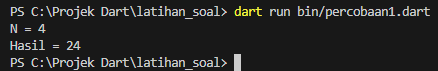 PS C:\Projek Dart\latihan_soal> dart run bin/percobaan1.dart
N = 4
Hasil = 24
PS C:\Projek Dart\latihan_soal>